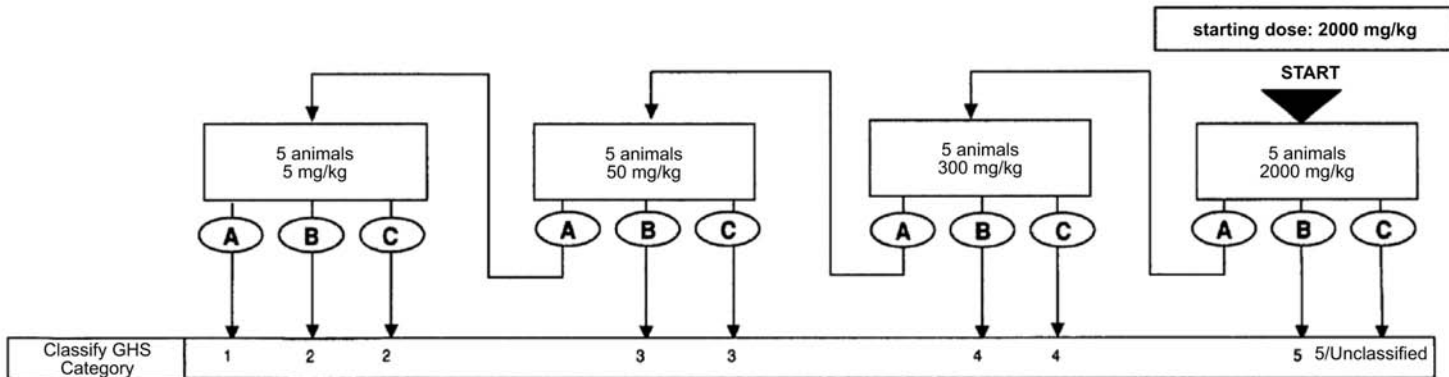 starting dose: 2000 mg/kg
START
5 animals
5 mg/kg
5 animals
50 mg/kg
5 animals
300 mg/kg
5 animals
2000 mg/kg
A B C A B C A B C A B C
Classify GHS
Category
1 2 2 3 3 4 4 5 5/Unclassified